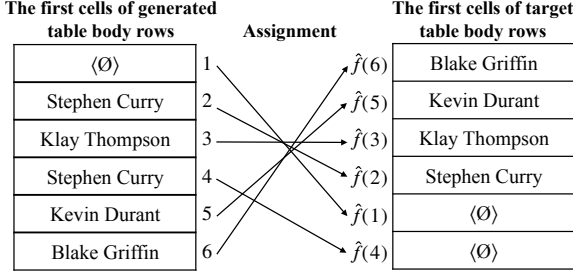 The first cells of generated
table body rows
Assignment
The first cells of target
table body rows
⟨Ø⟩ 1 f̂(6) Blake Griffin
Stephen Curry 2 f̂(5) Kevin Durant
Klay Thompson 3 f̂(3) Klay Thompson
Stephen Curry 4 f̂(2) Stephen Curry
Kevin Durant 5 f̂(1) ⟨Ø⟩
Blake Griffin 6 f̂(4) ⟨Ø⟩